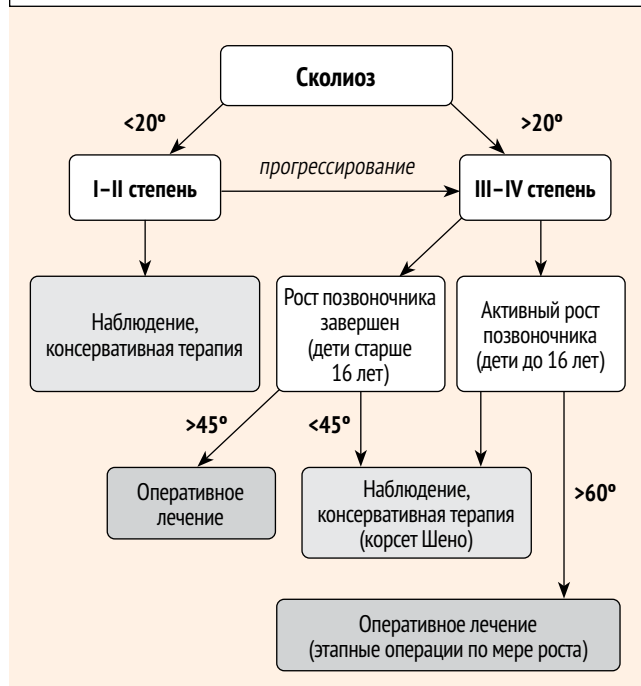 Сколиоз
<20º
>20º
I–II степень
прогрессирование
III–IV степень
Наблюдение,
консервативная терапия
Рост позвоночника
завершен
(дети старше
16 лет)
Активный рост
позвоночника
(дети до 16 лет)
>45º
<45º
Оперативное
лечение
Наблюдение,
консервативная терапия
(корсет Шено)
>60º
Оперативное лечение
(этапные операции по мере роста)